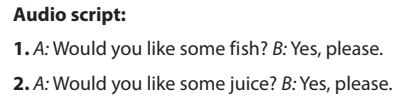 Audio script:
1. A: Would you like some fish? B: Yes, please.
2. A: Would you like some juice? B: Yes, please.